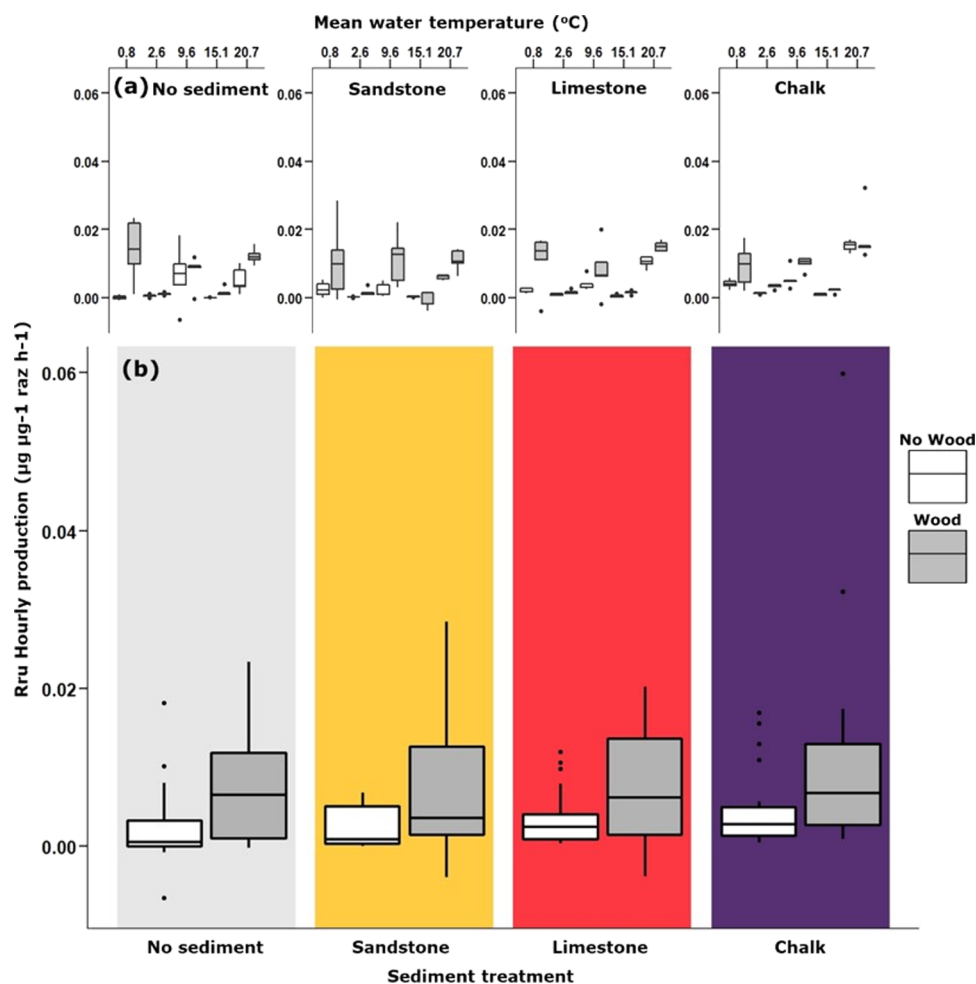 Mean water temperature (°C)
0.8 2.6 9.6 15.1 20.7 0.8 2.6 9.6 15.1 20.7 0.8 2.6 9.6 15.1 20.7 0.8 2.6 9.6 15.1 20.7
(a) No sediment Sandstone Limestone Chalk
0.06 0.06 0.06 0.06
0.04 0.04 0.04 0.04
0.02 0.02 0.02 0.02
0.00 0.00 0.00 0.00
Rru Hourly production (µg µg-1 raz h-1)
(b)
0.06
0.04
0.02
0.00
No Wood
Wood
No sediment Sandstone Limestone Chalk
Sediment treatment